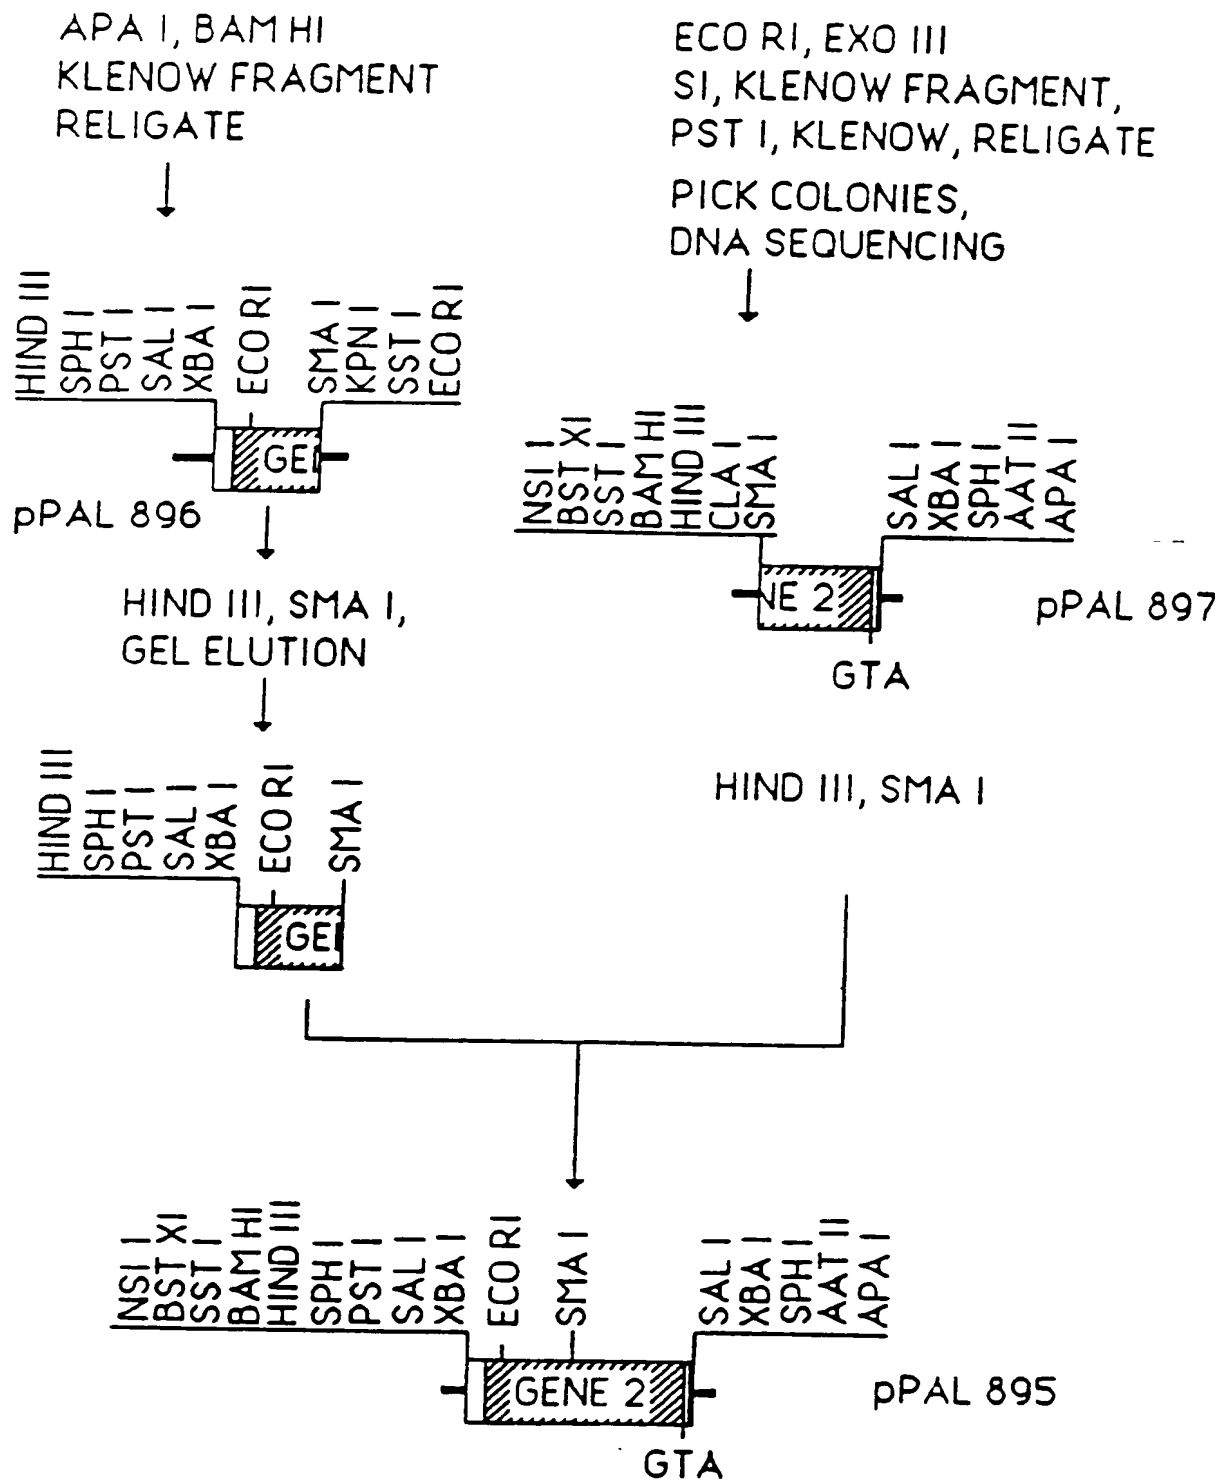 APA I, BAM HI
KLENOW FRAGMENT
RELIGATE
ECO RI, EXO III
SI, KLENOW FRAGMENT,
PST I, KLENOW, RELIGATE
PICK COLONIES,
DNA SEQUENCING
HIND III
SPH I
PST I
SAL I
XBA I
ECO RI
SMA I
KPN I
SST I
ECO RI
GE
pPAL 896
NSI I
BST XI
SST I
BAM HI
HIND III
CLA I
SMA I
SAL I
XBA I
SPH I
AAT II
APA I
NE 2
pPAL 897
GTA
HIND III, SMA I,
GEL ELUTION
HIND III
SPH I
PST I
SAL I
XBA I
ECO RI
SMA I
GE
HIND III, SMA I
NSI I
BST XI
SST I
BAM HI
HIND III
SPH I
PST I
SAL I
XBA I
ECO RI
SMA I
SAL I
XBA I
SPH I
AAT II
APA I
GENE 2
pPAL 895
GTA